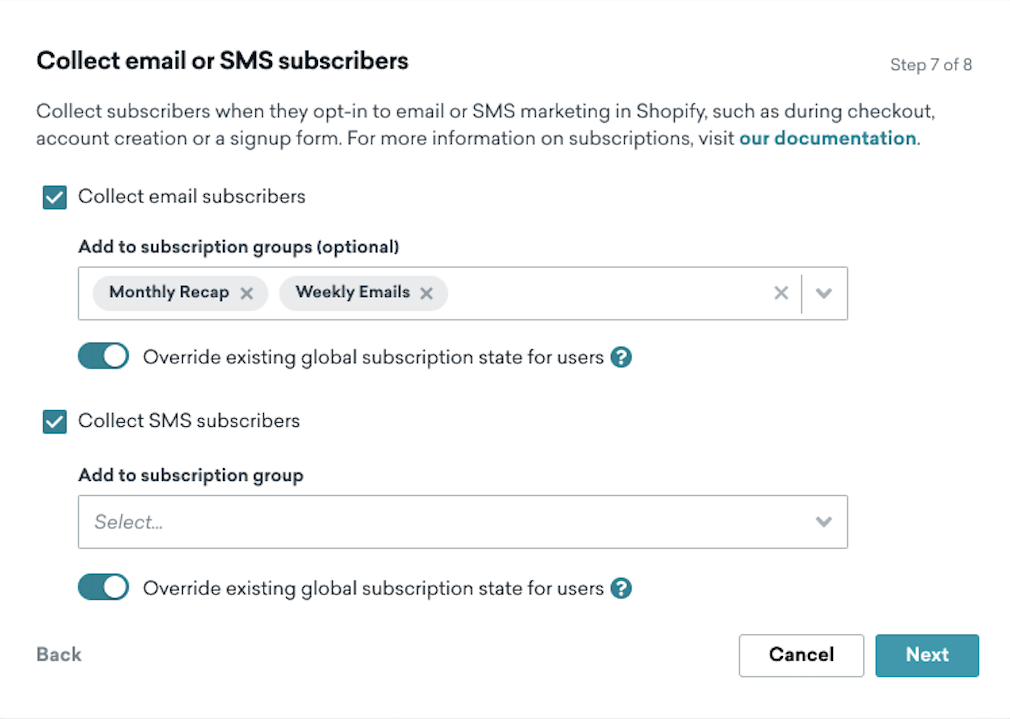 Collect email or SMS subscribers
Step 7 of 8
Collect subscribers when they opt-in to email or SMS marketing in Shopify, such as during checkout,
account creation or a signup form. For more information on subscriptions, visit our documentation.
Collect email subscribers
Add to subscription groups (optional)
Monthly Recap Weekly Emails
Override existing global subscription state for users ?
Collect SMS subscribers
Add to subscription group
Select...
Override existing global subscription state for users ?
Back Cancel Next